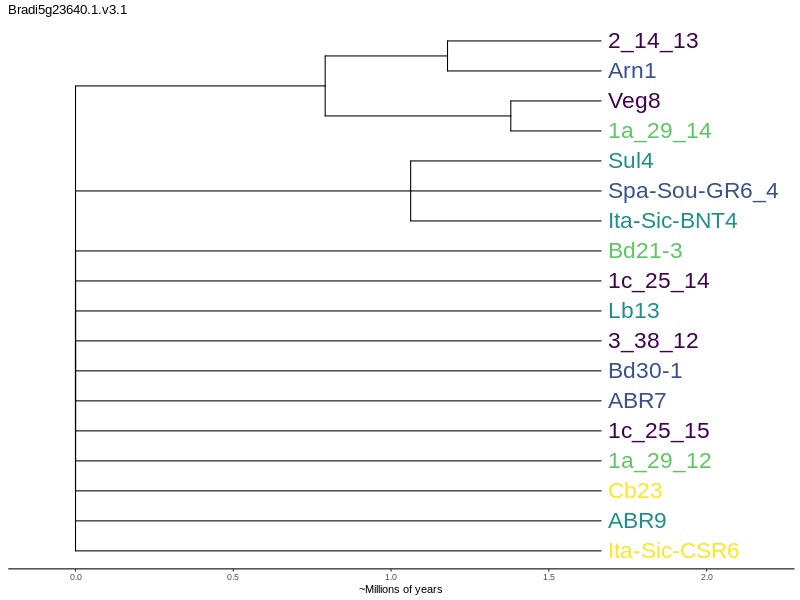 Bradi5g23640.1.v3.1
2_14_13
Arn1
Veg8
1a_29_14
Sul4
Spa-Sou-GR6_4
Ita-Sic-BNT4
Bd21-3
1c_25_14
Lb13
3_38_12
Bd30-1
ABR7
1c_25_15
1a_29_12
Cb23
ABR9
Ita-Sic-CSR6
0.0 0.5 1.0 1.5 2.0
~Millions of years